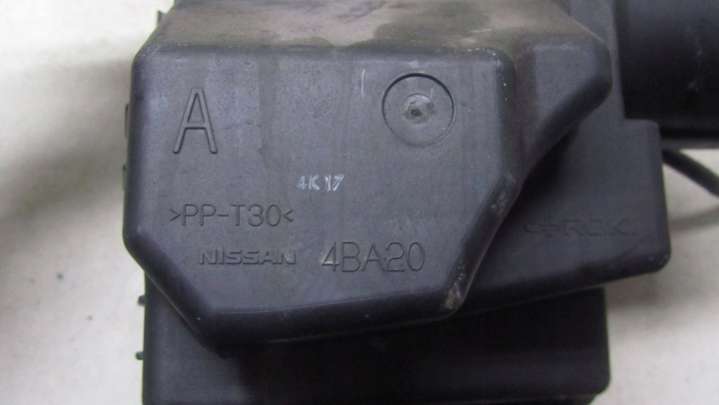 A
4K17
>PP-T30<
NISSAN 4BA20